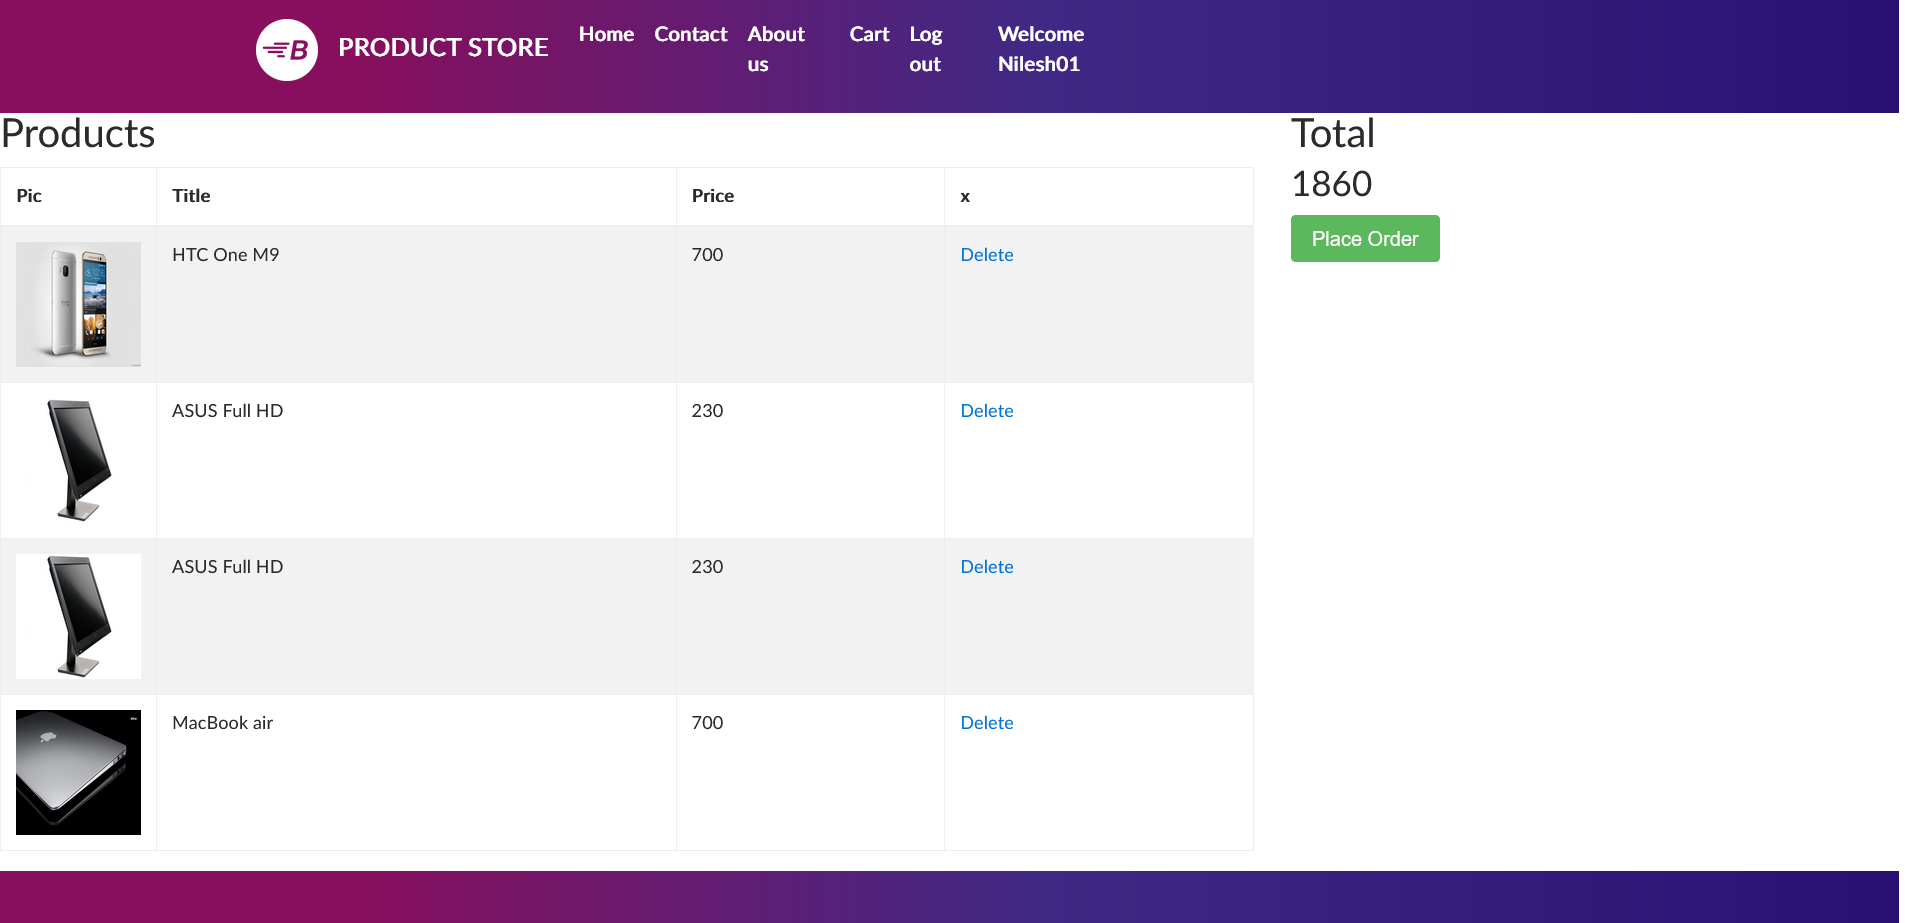 B PRODUCT STORE Home Contact About us Cart Log out Welcome Nilesh01
Products
Total
1860
Place Order
Pic Title Price x
HTC One M9 700 Delete
ASUS Full HD 230 Delete
ASUS Full HD 230 Delete
MacBook air 700 Delete